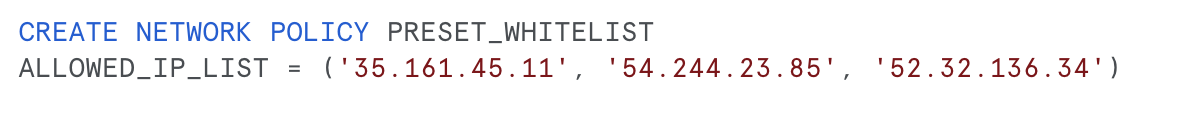 CREATE NETWORK POLICY PRESET_WHITELIST
ALLOWED_IP_LIST = ('35.161.45.11', '54.244.23.85', '52.32.136.34')